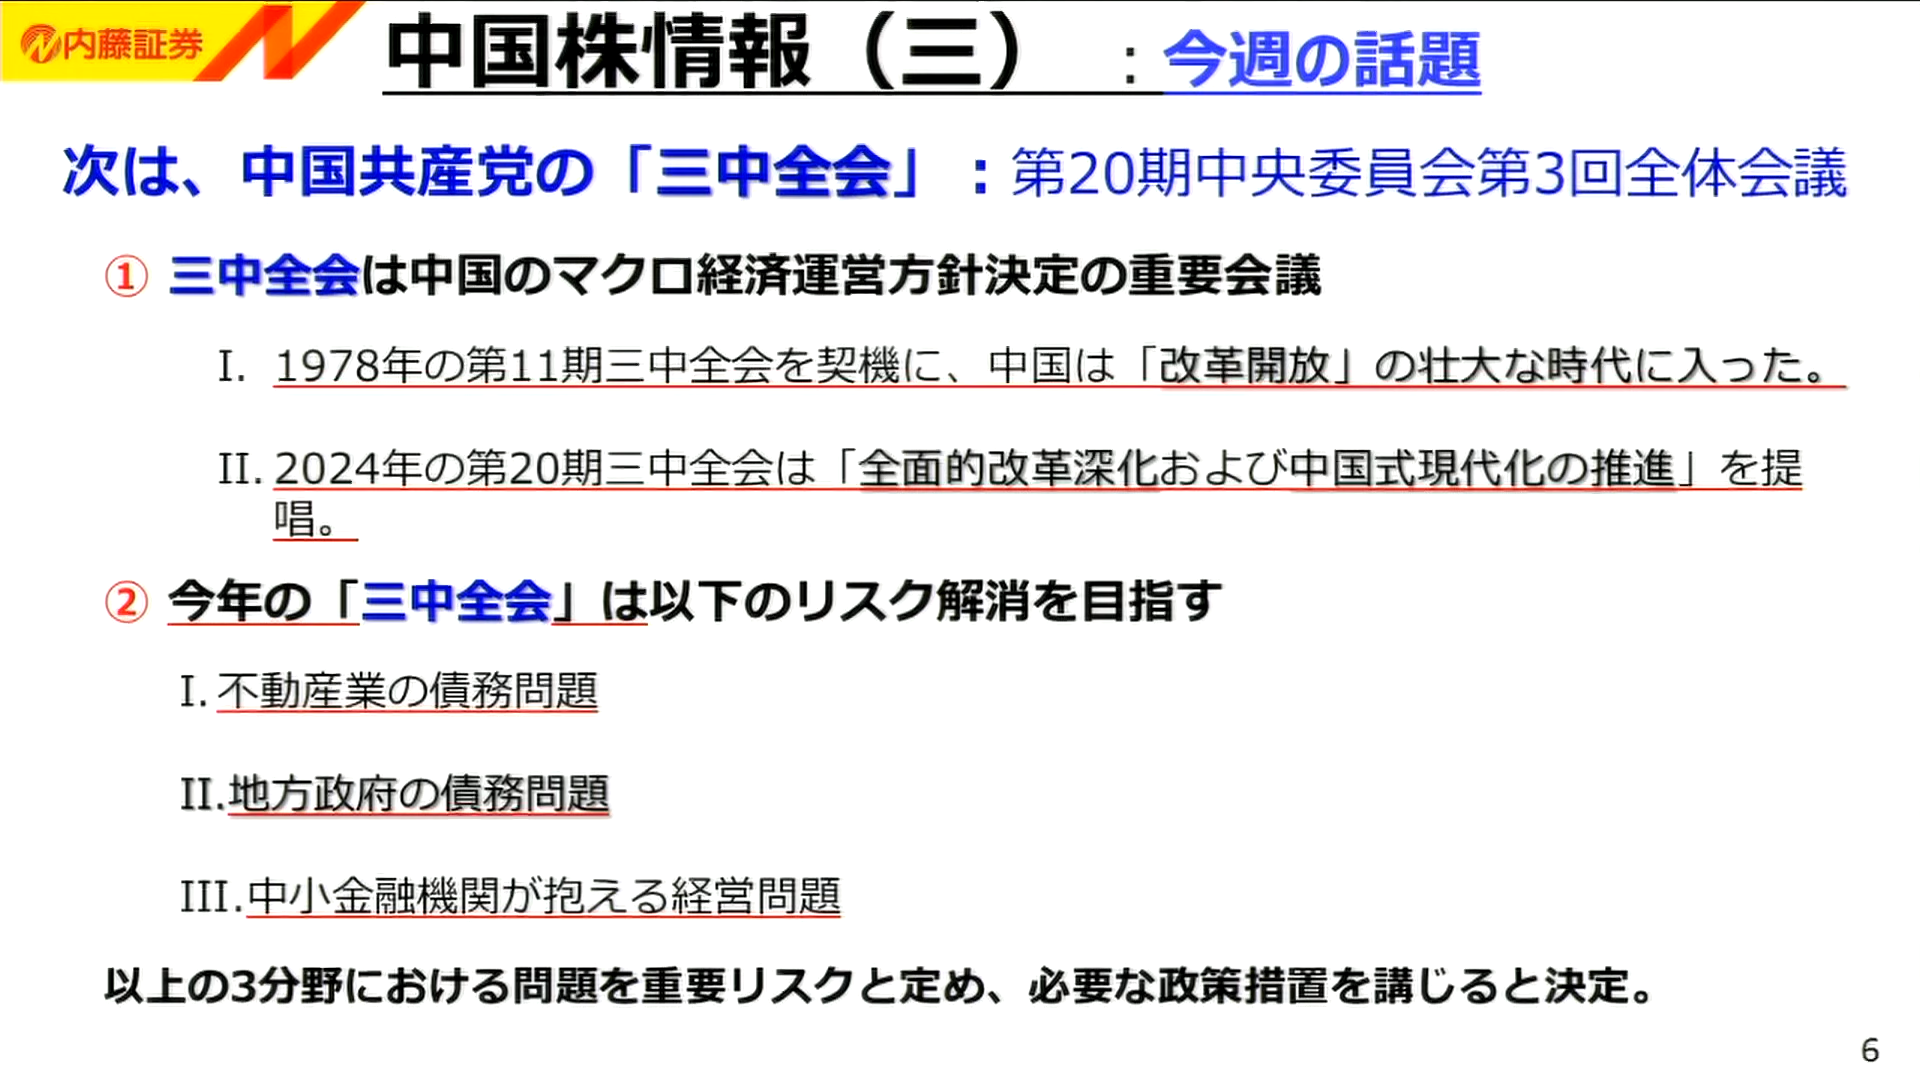 内藤証券
中国株情報（三）：今週の話題
次は、中国共産党の「三中全会」：第20期中央委員会第3回全体会議
① 三中全会は中国のマクロ経済運営方針決定の重要会議
I. 1978年の第11期三中全会を契機に、中国は「改革開放」の壮大な時代に入った。
II. 2024年の第20期三中全会は「全面的改革深化および中国式現代化の推進」を提
唱。
② 今年の「三中全会」は以下のリスク解消を目指す
I. 不動産業の債務問題
II.地方政府の債務問題
III.中小金融機関が抱える経営問題
以上の3分野における問題を重要リスクと定め、必要な政策措置を講じると決定。
6